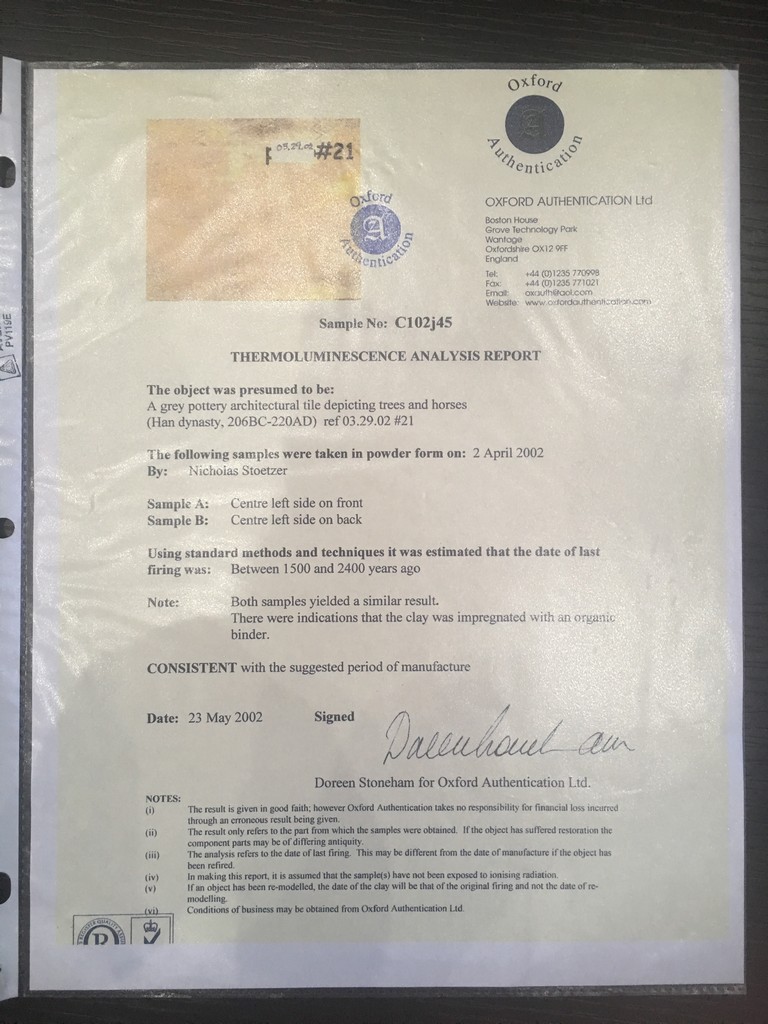 Oxford
Authentication
03.29.02 #21
Oxford
Authentication
OXFORD AUTHENTICATION Ltd
Boston House
Grove Technology Park
Wantage
Oxfordshire OX12 9FF
England
Tel: +44 (0)1235 770998
Fax: +44 (0)1235 771021
Email: oxauth@aol.com
Website: www.oxfordauthentication.com
Sample No: C102j45
THERMOLUMINESCENCE ANALYSIS REPORT
The object was presumed to be:
A grey pottery architectural tile depicting trees and horses
(Han dynasty, 206BC-220AD) ref 03.29.02 #21
The following samples were taken in powder form on: 2 April 2002
By: Nicholas Stoetzer
Sample A: Centre left side on front
Sample B: Centre left side on back
Using standard methods and techniques it was estimated that the date of last
firing was: Between 1500 and 2400 years ago
Note: Both samples yielded a similar result.
There were indications that the clay was impregnated with an organic
binder.
CONSISTENT with the suggested period of manufacture
Date: 23 May 2002 Signed
Doreen Stoneham for Oxford Authentication Ltd.
NOTES:
(i) The result is given in good faith; however Oxford Authentication takes no responsibility for financial loss incurred
through an erroneous result being given.
(ii) The result only refers to the part from which the samples were obtained. If the object has suffered restoration the
component parts may be of differing antiquity.
(iii) The analysis refers to the date of last firing. This may be different from the date of manufacture if the object has
been refired.
(iv) In making this report, it is assumed that the sample(s) have not been exposed to ionising radiation.
(v) If an object has been re-modelled, the date of the clay will be that of the original firing and not the date of re-
modelling.
(vi) Conditions of business may be obtained from Oxford Authentication Ltd.
PV119E